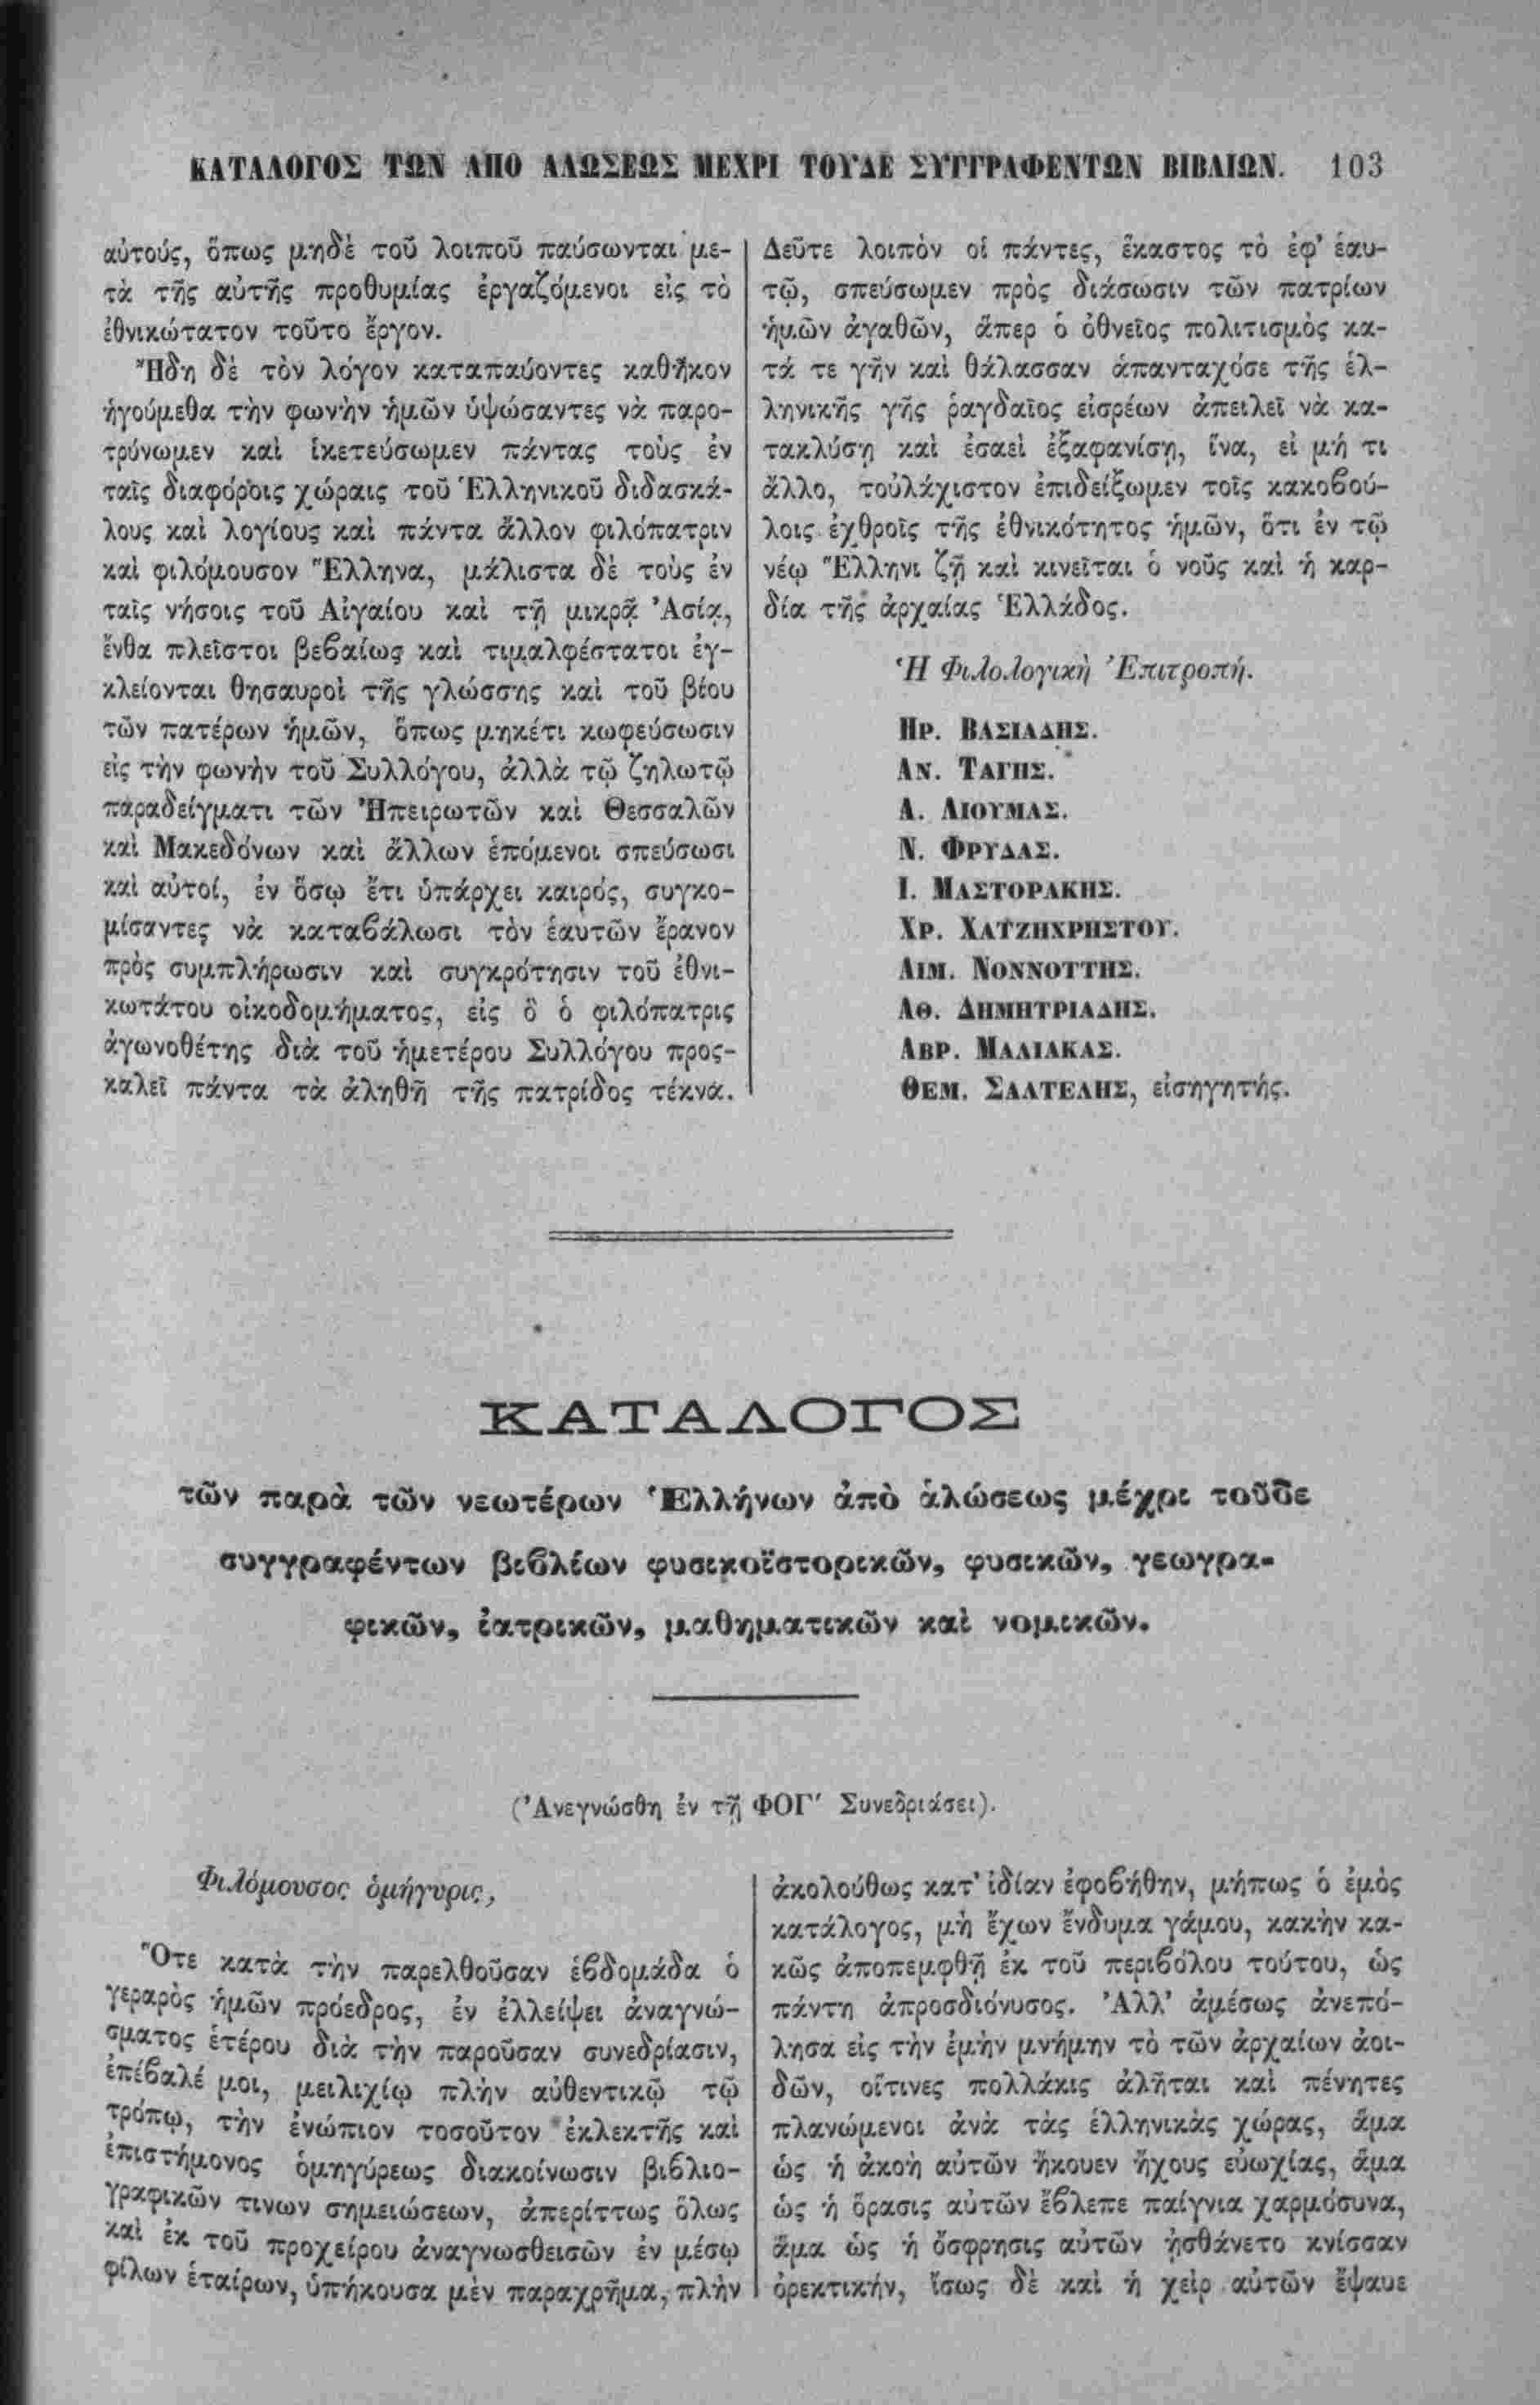 ΚΑΤΑΛΟΓΟΣ ΤΩΝ ΑΠΟ ΑΛΩΣΕΩΣ ΜΕΧΡΙ ΤΟΥΔΕ ΣΥΓΓΡΑΦΕΝΤΩΝ ΒΙΒΛΙΩΝ. 103
αὐτούς, ὅπως μηδὲ τοῦ λοιποῦ παύσωνται με-
τὰ τῆς αὐτῆς προθυμίας ἐργαζόμενοι εἰς τὸ
ἐθνικώτατον τοῦτο ἔργον.
Ἤδη δὲ τὸν λόγον καταπαύοντες καθῆκον
ἡγούμεθα τὴν φωνὴν ἡμῶν ὑψώσαντες νὰ παρο-
τρύνωμεν καὶ ἱκετεύσωμεν πάντας τοὺς ἐν
ταῖς διαφόροις χώραις τοῦ Ἑλληνικοῦ διδασκά-
λους καὶ λογίους καὶ πάντα ἄλλον φιλόπατριν
καὶ φιλόμουσον Ἕλληνα, μάλιστα δὲ τοὺς ἐν
ταῖς νήσοις τοῦ Αἰγαίου καὶ τῇ μικρᾷ Ἀσίᾳ,
ἔνθα πλεῖστοι βεβαίως καὶ τιμαλφέστατοι ἐγ-
κλείονται θησαυροὶ τῆς γλώσσης καὶ τοῦ βίου
τῶν πατέρων ἡμῶν, ὅπως μηκέτι κωφεύσωσιν
εἰς τὴν φωνὴν τοῦ Συλλόγου, ἀλλὰ τῷ ζηλωτῷ
παραδείγματι τῶν Ἠπειρωτῶν καὶ Θεσσαλῶν
καὶ Μακεδόνων καὶ ἄλλων ἑπόμενοι σπεύσωσι
καὶ αὐτοί, ἐν ὅσῳ ἔτι ὑπάρχει καιρός, συγκο-
μίσαντες νὰ καταβάλωσι τὸν ἑαυτῶν ἔρανον
πρὸς συμπλήρωσιν καὶ συγκρότησιν τοῦ ἐθνι-
κωτάτου οἰκοδομήματος, εἰς ὃ ὁ φιλόπατρις
ἀγωνοθέτης διὰ τοῦ ἡμετέρου Συλλόγου προς-
καλεῖ πάντα τὰ ἀληθῆ τῆς πατρίδος τέκνα.
Δεῦτε λοιπὸν οἱ πάντες, ἕκαστος τὸ ἐφ' ἑαυ-
τῷ, σπεύσωμεν πρὸς διάσωσιν τῶν πατρίων
ἡμῶν ἀγαθῶν, ἅπερ ὁ ὀθνεῖος πολιτισμὸς κα-
τά τε γῆν καὶ θάλασσαν ἁπανταχόσε τῆς ἑλ-
ληνικῆς γῆς ῥαγδαῖος εἰσρέων ἀπειλεῖ νὰ κα-
τακλύσῃ καὶ ἐσαεὶ ἐξαφανίσῃ, ἵνα, εἰ μή τι
ἄλλο, τοὐλάχιστον ἐπιδείξωμεν τοῖς κακοβού-
λοις ἐχθροῖς τῆς ἐθνικότητος ἡμῶν, ὅτι ἐν τῷ
νέῳ Ἕλληνι ζῇ καὶ κινεῖται ὁ νοῦς καὶ ἡ καρ-
δία τῆς ἀρχαίας Ἑλλάδος.
Ἡ Φιλολογικὴ Ἐπιτροπή.
ΗΡ. ΒΑΣΙΑΔΗΣ.
ΑΝ. ΤΑΓΗΣ.
Α. ΛΙΟΥΜΑΣ.
Ν. ΦΡΥΔΑΣ.
Ι. ΜΑΣΤΟΡΑΚΗΣ.
ΧΡ. ΧΑΤΖΗΧΡΗΣΤΟΥ.
ΑΙΜ. ΝΟΝΝΟΤΤΗΣ.
ΑΘ. ΔΗΜΗΤΡΙΑΔΗΣ.
ΑΒΡ. ΜΑΛΙΑΚΑΣ.
ΘΕΜ. ΣΑΛΤΕΛΗΣ, εἰσηγητής.
ΚΑΤΑΛΟΓΟΣ
τῶν παρὰ τῶν νεωτέρων Ἑλλήνων ἀπὸ ἁλώσεως μέχρι τοῦδε
συγγραφέντων βιβλίων φυσικοϊστορικῶν, φυσικῶν, γεωγρα-
φικῶν, ἰατρικῶν, μαθηματικῶν καὶ νομικῶν.
(Ἀνεγνώσθη ἐν τῇ ΦΟΓ' Συνεδριάσει).
Φιλόμουσος ὁμήγυρις,
Ὅτε κατὰ τὴν παρελθοῦσαν ἑβδομάδα ὁ
γεραρὸς ἡμῶν πρόεδρος, ἐν ἐλλείψει ἀναγνώ-
σματος ἑτέρου διὰ τὴν παροῦσαν συνεδρίασιν,
ἐπέβαλέ μοι, μειλιχίῳ πλὴν αὐθεντικῷ τῷ
τρόπῳ, τὴν ἐνώπιον τοσοῦτον ἐκλεκτῆς καὶ
ἐπιστήμονος ὁμηγύρεως διακοίνωσιν βιβλιο-
γραφικῶν τινων σημειώσεων, ἀπερίττως ὅλως
καὶ ἐκ τοῦ προχείρου ἀναγνωσθεισῶν ἐν μέσῳ
φίλων ἑταίρων, ὑπήκουσα μὲν παραχρῆμα, πλὴν
ἀκολούθως κατ' ἰδίαν ἐφοβήθην, μήπως ὁ ἐμὸς
κατάλογος, μὴ ἔχων ἔνδυμα γάμου, κακὴν κα-
κῶς ἀποπεμφθῇ ἐκ τοῦ περιβόλου τούτου, ὡς
πάντη ἀπροσδιόνυσος. Ἀλλ' ἀμέσως ἀνεπό-
λησα εἰς τὴν ἐμὴν μνήμην τὸ τῶν ἀρχαίων ἀοι-
δῶν, οἵτινες πολλάκις ἀλῆται καὶ πένητες
πλανώμενοι ἀνὰ τὰς ἑλληνικὰς χώρας, ἅμα
ὡς ἡ ἀκοὴ αὐτῶν ἤκουεν ἤχους εὐωχίας, ἅμα
ὡς ἡ ὅρασις αὐτῶν ἔβλεπε παίγνια χαρμόσυνα,
ἅμα ὡς ἡ ὄσφρησις αὐτῶν ᾐσθάνετο κνίσσαν
ὀρεκτικήν, ἴσως δὲ καὶ ἡ χεὶρ αὐτῶν ἔψαυε